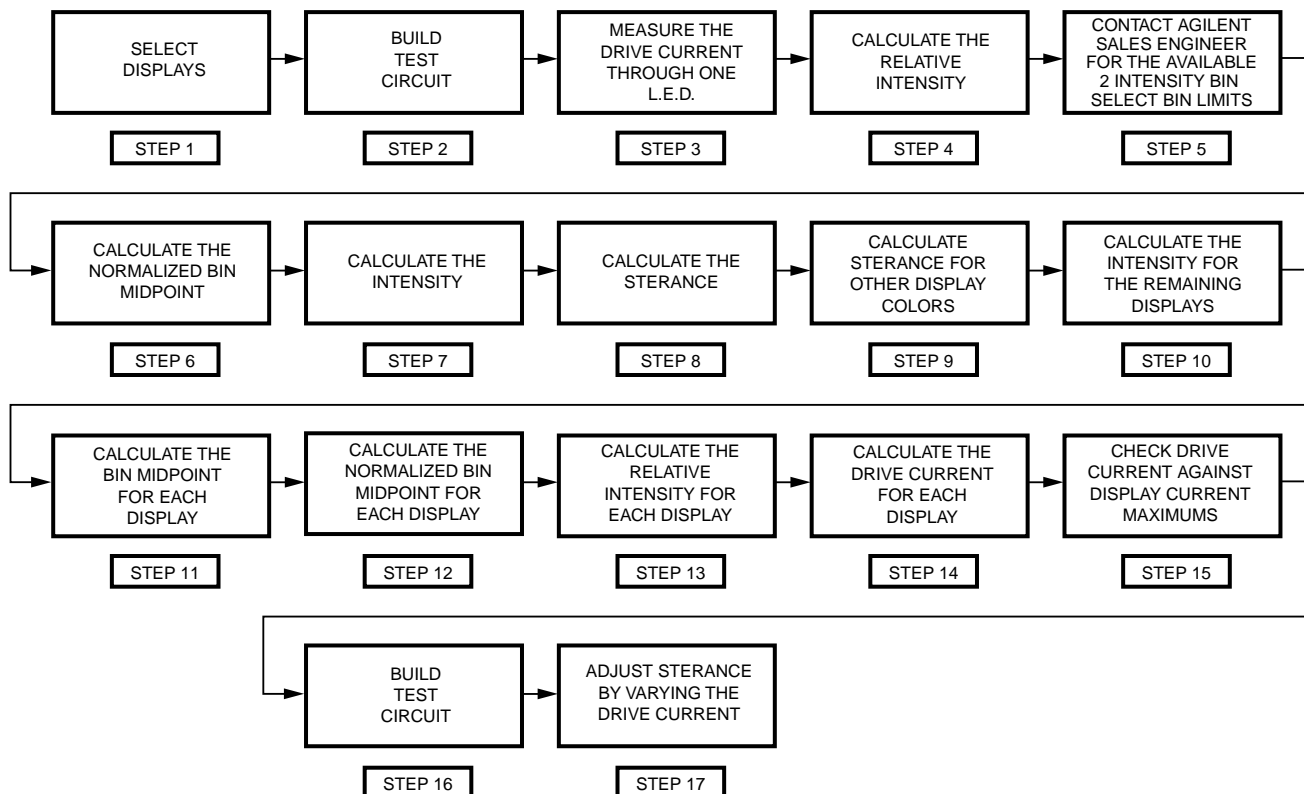 SELECT
DISPLAYS
STEP 1
BUILD
TEST
CIRCUIT
STEP 2
MEASURE THE
DRIVE CURRENT
THROUGH ONE
L.E.D.
STEP 3
CALCULATE THE
RELATIVE
INTENSITY
STEP 4
CONTACT AGILENT
SALES ENGINEER
FOR THE AVAILABLE
2 INTENSITY BIN
SELECT BIN LIMITS
STEP 5
CALCULATE THE
NORMALIZED BIN
MIDPOINT
STEP 6
CALCULATE THE
INTENSITY
STEP 7
CALCULATE THE
STERANCE
STEP 8
CALCULATE
STERANCE FOR
OTHER DISPLAY
COLORS
STEP 9
CALCULATE THE
INTENSITY FOR
THE REMAINING
DISPLAYS
STEP 10
CALCULATE THE
BIN MIDPOINT
FOR EACH
DISPLAY
STEP 11
CALCULATE THE
NORMALIZED BIN
MIDPOINT FOR
EACH DISPLAY
STEP 12
CALCULATE THE
RELATIVE
INTENSITY FOR
EACH DISPLAY
STEP 13
CALCULATE THE
DRIVE CURRENT
FOR EACH
DISPLAY
STEP 14
CHECK DRIVE
CURRENT AGAINST
DISPLAY CURRENT
MAXIMUMS
STEP 15
BUILD
TEST
CIRCUIT
STEP 16
ADJUST STERANCE
BY VARYING THE
DRIVE CURRENT
STEP 17